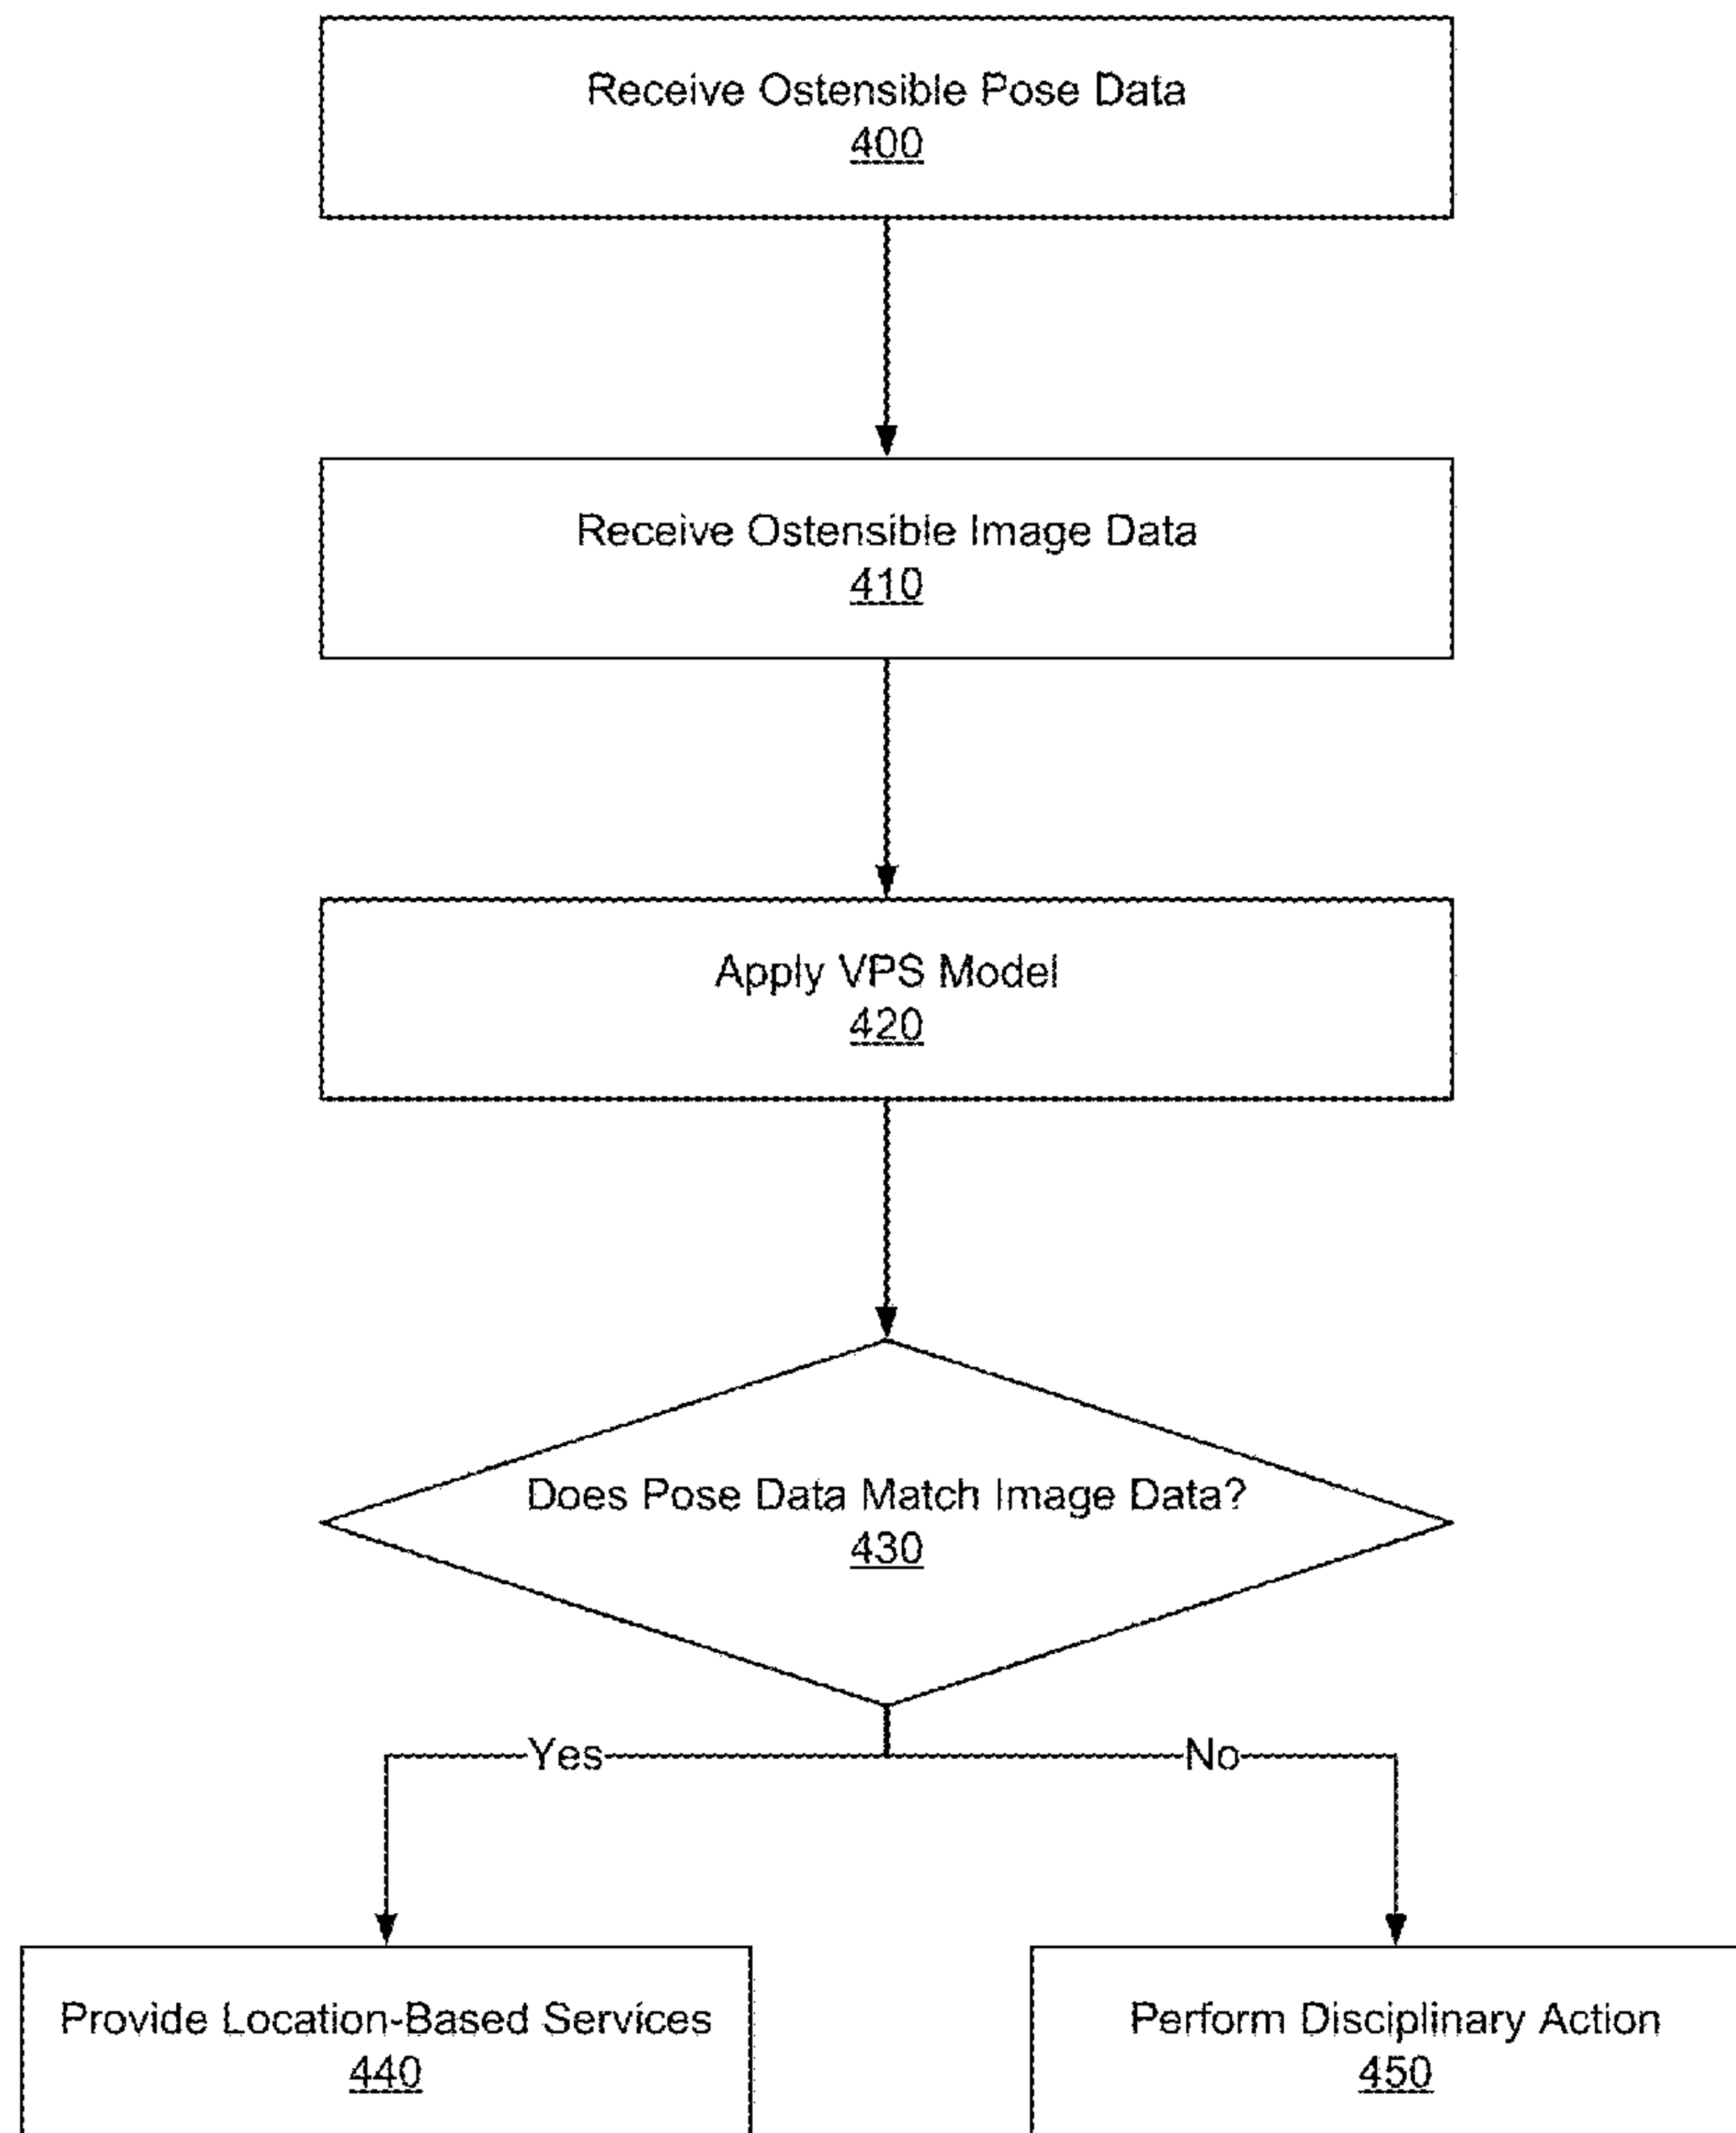 Receive Ostensible Pose Data
400
Receive Ostensible Image Data
410
Apply VPS Model
420
Does Pose Data Match Image Data?
430
Yes
No
Provide Location-Based Services
440
Perform Disciplinary Action
450